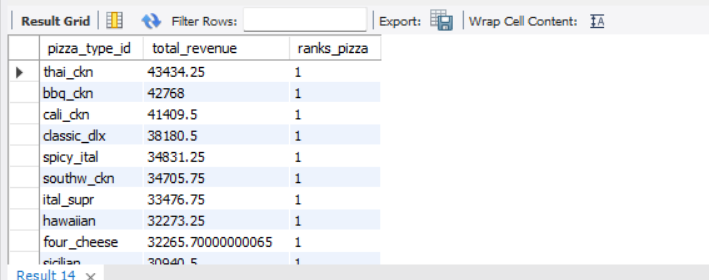 Result Grid Filter Rows: Export: Wrap Cell Content: IA
pizza_type_id total_revenue ranks_pizza
thai_ckn 43434.25 1
bbq_ckn 42768 1
cali_ckn 41409.5 1
classic_dlx 38180.5 1
spicy_ital 34831.25 1
southw_ckn 34705.75 1
ital_supr 33476.75 1
hawaiian 32273.25 1
four_cheese 32265.70000000065 1
sicilian 30940.5 1
Result 14 ×